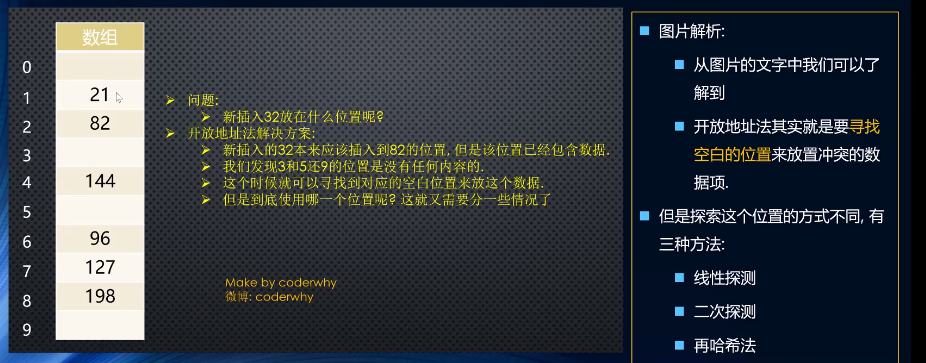 数组
0
1 21
2 82
3
4 144
5
6 96
7 127
8 198
9
问题:
新插入32放在什么位置呢?
开放地址法解决方案:
新插入的32本来应该插入到82的位置, 但是该位置已经包含数据.
我们发现3和5还9的位置是没有任何内容的.
这个时候就可以寻找到对应的空白位置来放这个数据.
但是到底使用哪一个位置呢? 这就又需要分一些情况了
Make by coderwhy
微博: coderwhy
图片解析:
从图片的文字中我们可以了
解到
开放地址法其实就是要寻找
空白的位置来放置冲突的数
据项.
但是探索这个位置的方式不同, 有
三种方法:
线性探测
二次探测
再哈希法